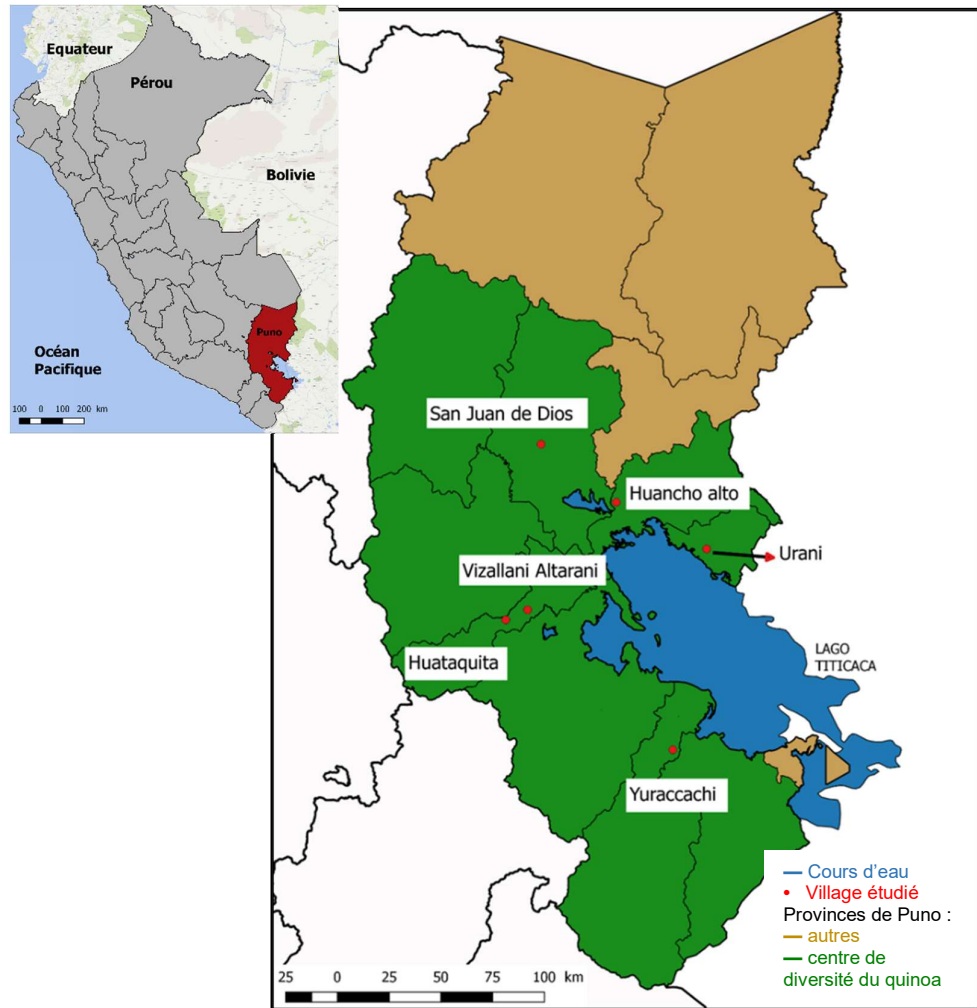 Equateur
Pérou
Bolivie
Puno
Océan
Pacifique
100 0 100 200 km
San Juan de Dios
Huancho alto
Urani
Vizallani Altarani
Huataquita
LAGO
TITICACA
Yuraccachi
Cours d'eau
Village étudié
Provinces de Puno :
autres
centre de
diversité du quinoa
25 0 25 50 75 100 km